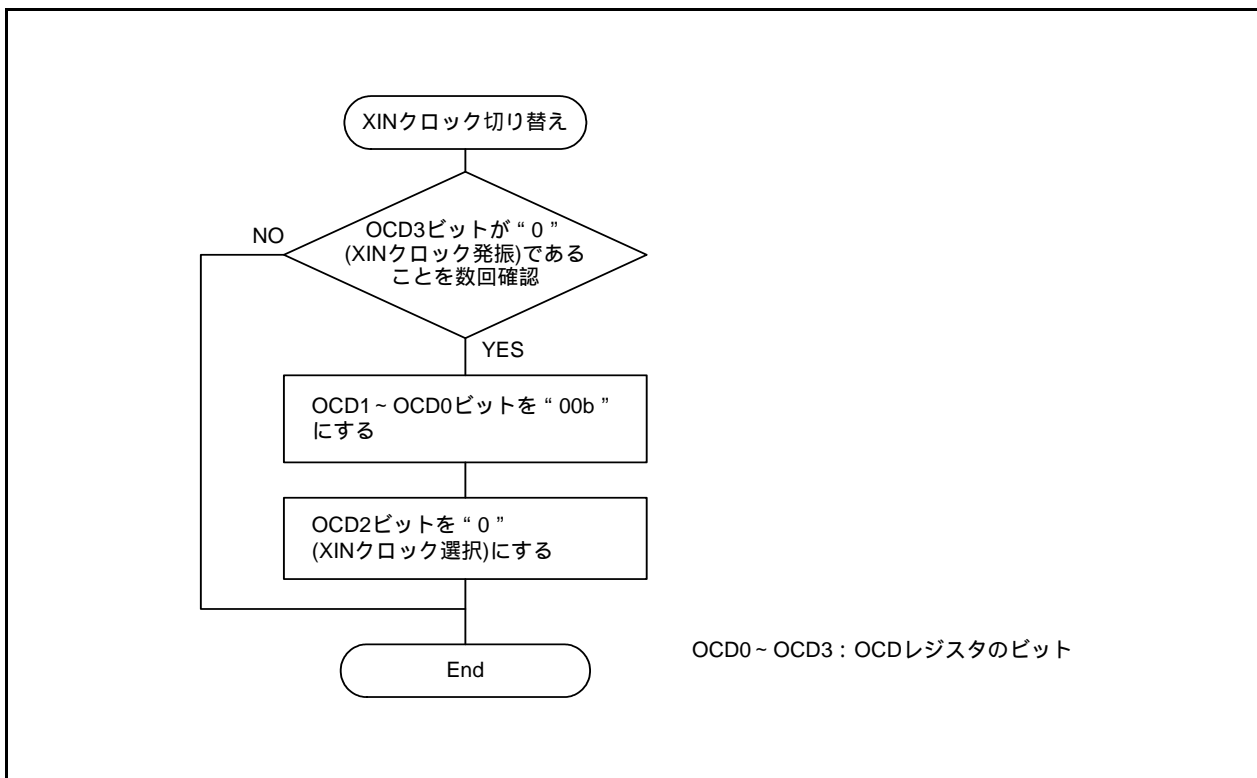 XINクロック切り替え
OCD3ビットが“0”
(XINクロック発振)である
ことを数回確認
NO
YES
OCD1~OCD0ビットを“00b”
にする
OCD2ビットを“0”
(XINクロック選択)にする
OCD0~OCD3:OCDレジスタのビット
End